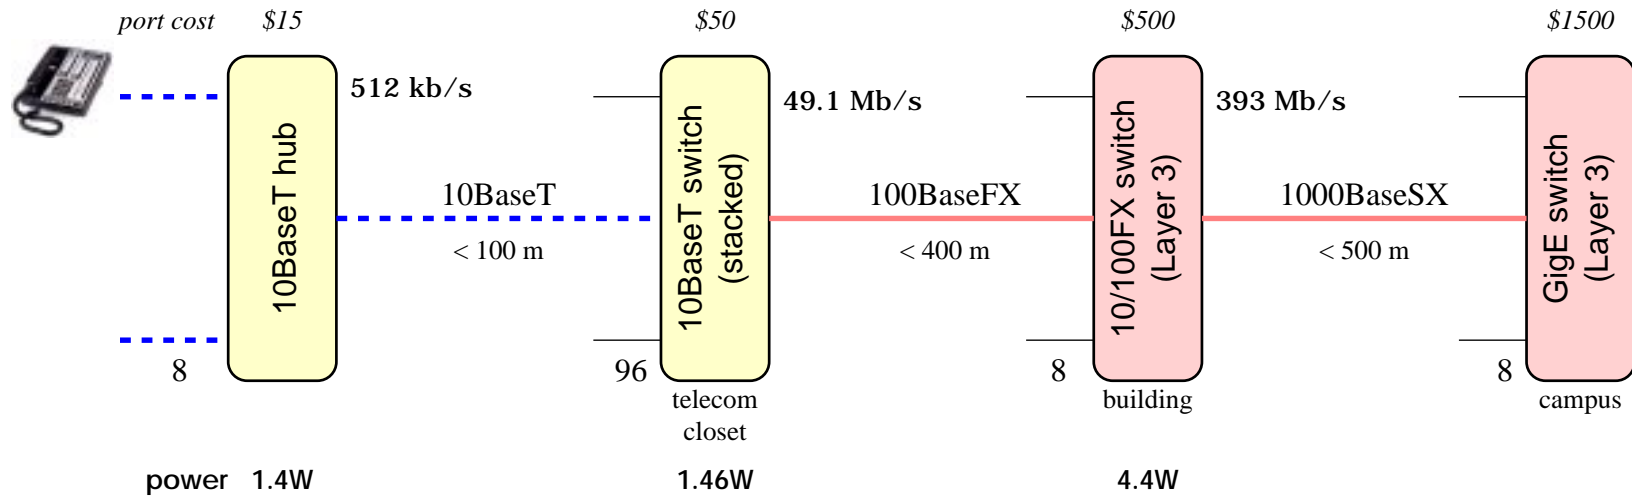 port cost $15 $50 $500 $1500
512 kb/s 49.1 Mb/s 393 Mb/s
10BaseT hub
10BaseT switch
(stacked)
10/100FX switch
(Layer 3)
GigE switch
(Layer 3)
10BaseT 100BaseFX 1000BaseSX
< 100 m < 400 m < 500 m
8 96 8 8
telecom
closet
building
campus
power 1.4W 1.46W 4.4W